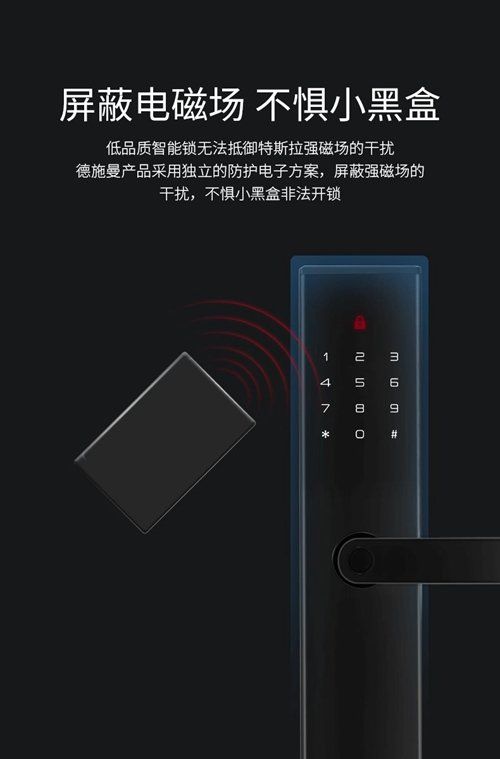 屏蔽电磁场 不惧小黑盒
低品质智能锁无法抵御特斯拉强磁场的干扰
德施曼产品采用独立的防护电子方案，屏蔽强磁场的
干扰，不惧小黑盒非法开锁
1 2 3
4 5 6
7 8 9
* 0 #